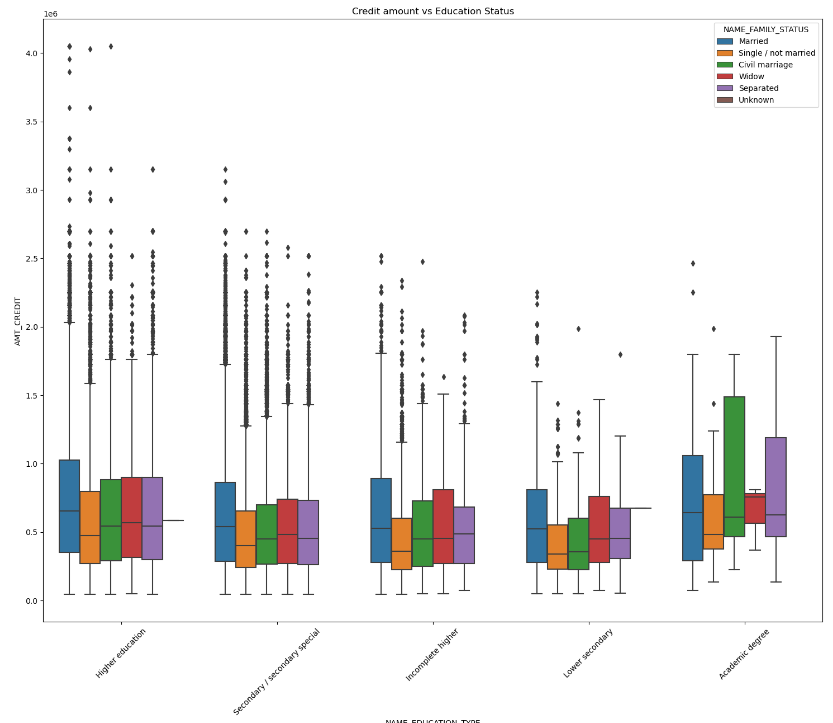 Credit amount vs Education Status
1e6
NAME_FAMILY_STATUS
Married
Single / not married
Civil marriage
Widow
Separated
Unknown
4.0
3.5
3.0
2.5
2.0
1.5
1.0
0.5
0.0
AMT_CREDIT
Higher education
Secondary / secondary special
Incomplete higher
Lower secondary
Academic degree
NAME_EDUCATION_TYPE